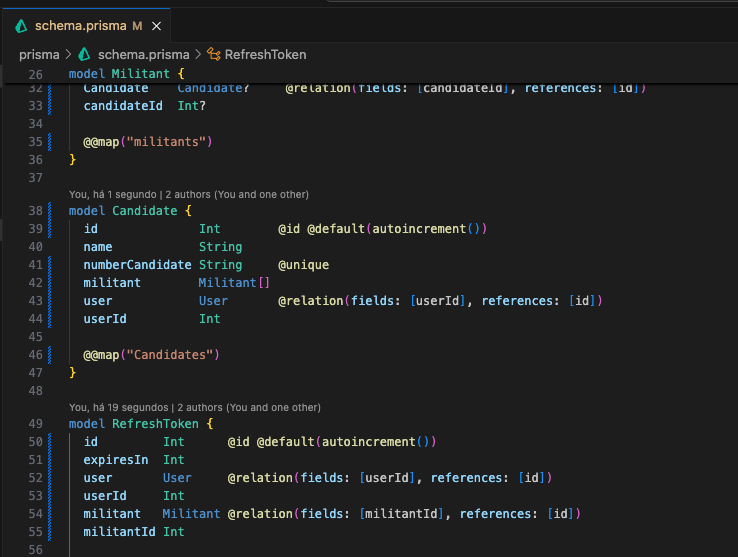 schema.prisma M ×
prisma > schema.prisma > RefreshToken
26 model Militant {
32 Candidate Candidate? @relation(fields: [candidateId], references: [id])
33 candidateId Int?
34
35 @@map("militants")
36 }
37
You, há 1 segundo | 2 authors (You and one other)
38 model Candidate {
39 id Int @id @default(autoincrement())
40 name String
41 numberCandidate String @unique
42 militant Militant[]
43 user User @relation(fields: [userId], references: [id])
44 userId Int
45
46 @@map("Candidates")
47 }
48
You, há 19 segundos | 2 authors (You and one other)
49 model RefreshToken {
50 id Int @id @default(autoincrement())
51 expiresIn Int
52 user User @relation(fields: [userId], references: [id])
53 userId Int
54 militant Militant @relation(fields: [militantId], references: [id])
55 militantId Int
56